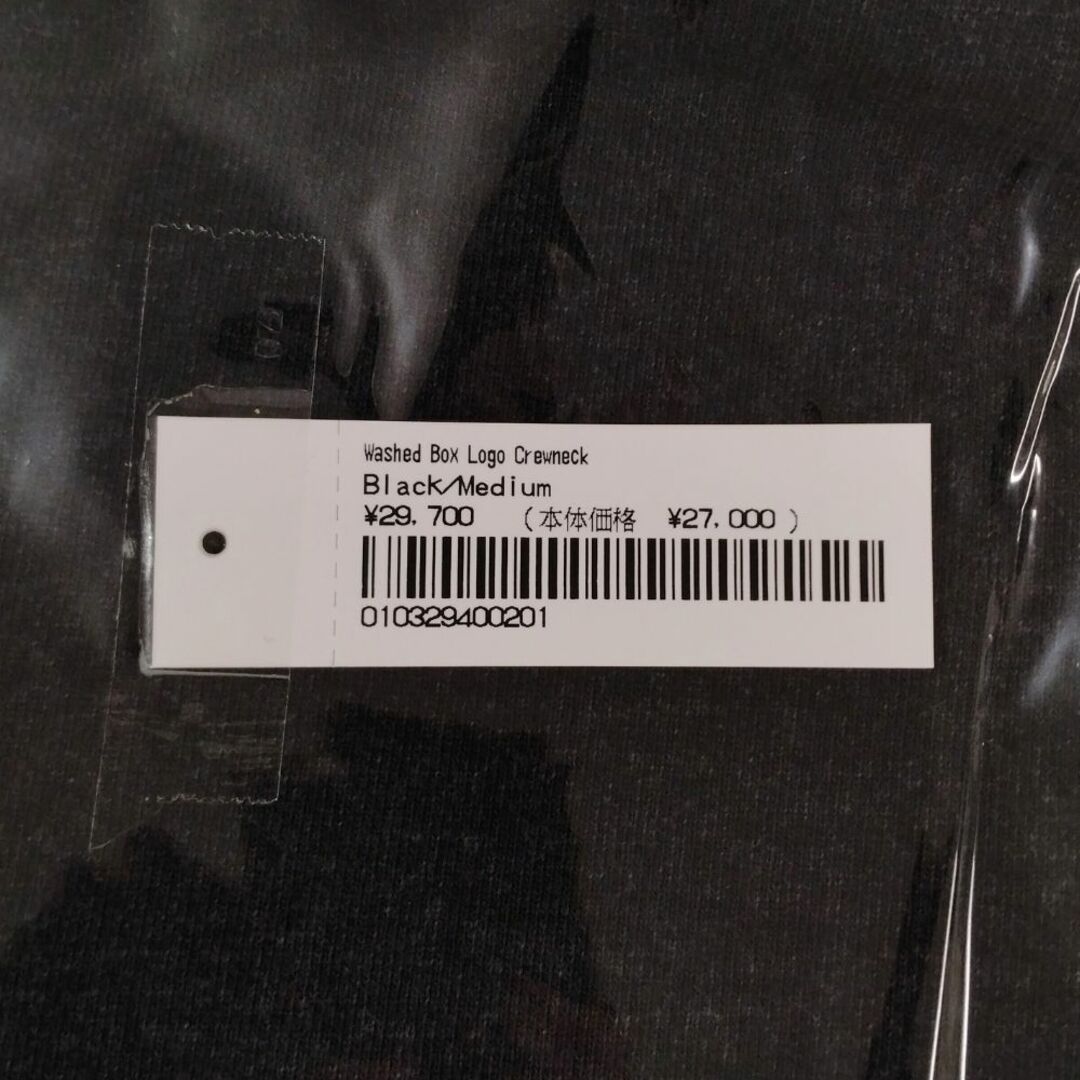 Washed Box Logo Crewneck
Black/Medium
¥29,700 (本体価格 ¥27,000 )
010329400201